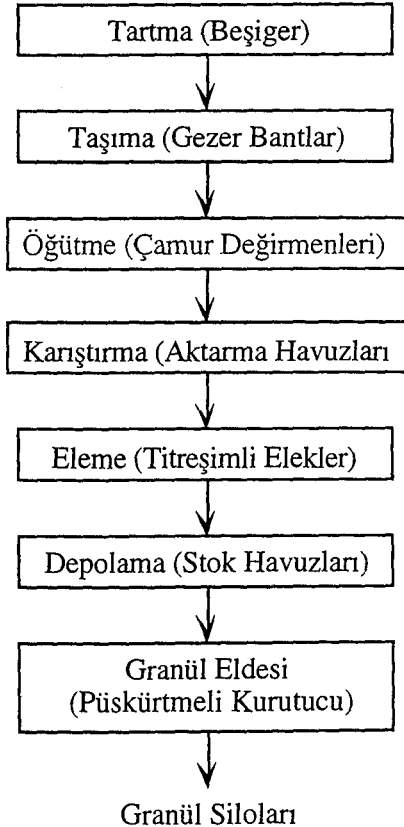 Tartma (Beşiger)
Taşıma (Gezer Bantlar)
Öğütme (Çamur Değirmenleri)
Karıştırma (Aktarma Havuzları
Eleme (Titreşimli Elekler)
Depolama (Stok Havuzları)
Granül Eldesi
(Püskürtmeli Kurutucu)
Granül Siloları